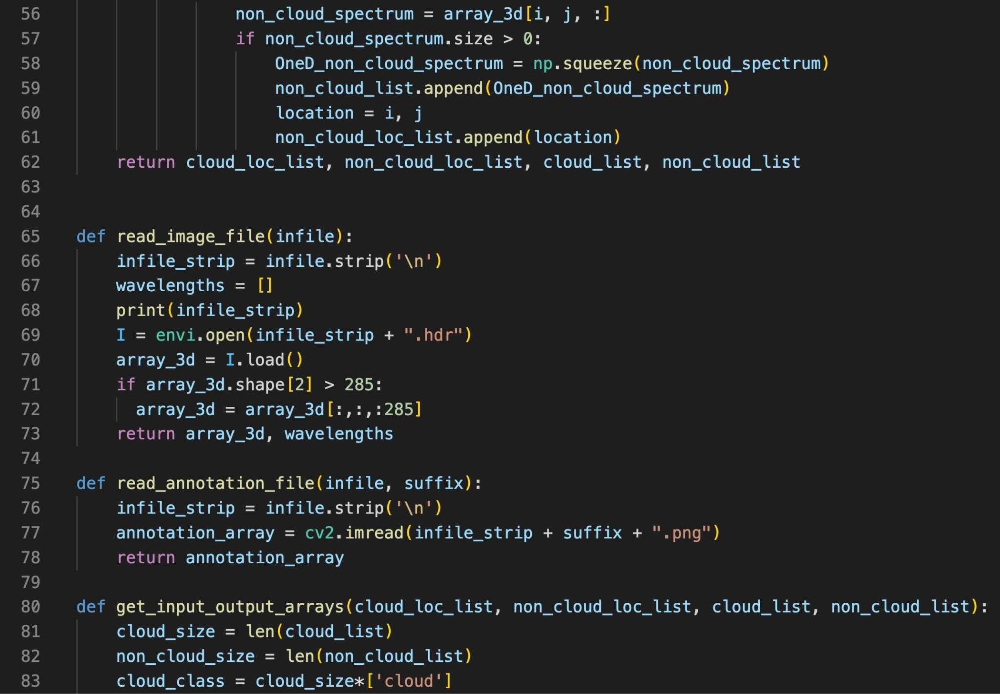 56 non_cloud_spectrum = array_3d[i, j, :]
57 if non_cloud_spectrum.size > 0:
58 OneD_non_cloud_spectrum = np.squeeze(non_cloud_spectrum)
59 non_cloud_list.append(OneD_non_cloud_spectrum)
60 location = i, j
61 non_cloud_loc_list.append(location)
62 return cloud_loc_list, non_cloud_loc_list, cloud_list, non_cloud_list
63
64
65 def read_image_file(infile):
66 infile_strip = infile.strip('\n')
67 wavelengths = []
68 print(infile_strip)
69 I = envi.open(infile_strip + ".hdr")
70 array_3d = I.load()
71 if array_3d.shape[2] > 285:
72 array_3d = array_3d[:,:,:285]
73 return array_3d, wavelengths
74
75 def read_annotation_file(infile, suffix):
76 infile_strip = infile.strip('\n')
77 annotation_array = cv2.imread(infile_strip + suffix + ".png")
78 return annotation_array
79
80 def get_input_output_arrays(cloud_loc_list, non_cloud_loc_list, cloud_list, non_cloud_list):
81 cloud_size = len(cloud_list)
82 non_cloud_size = len(non_cloud_list)
83 cloud_class = cloud_size*['cloud']